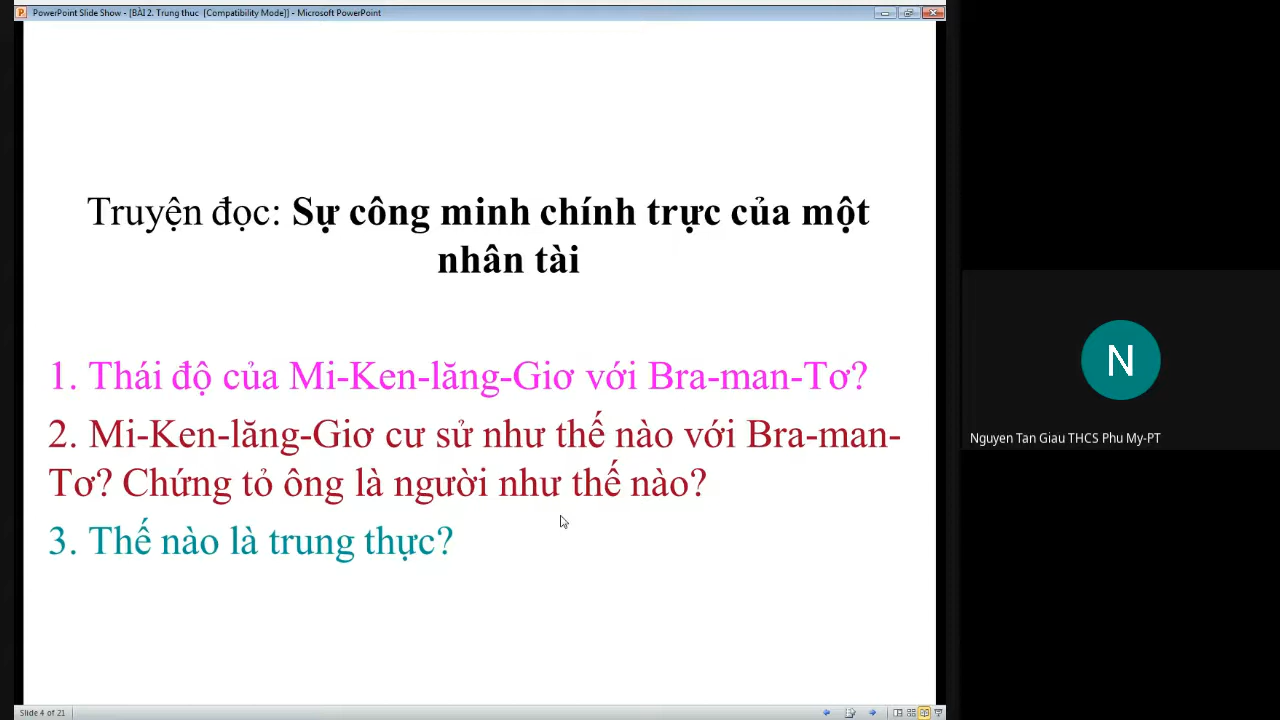 PowerPoint Slide Show - [BÀI 2. Trung thuc [Compatibility Mode]] - Microsoft PowerPoint
Truyện đọc: Sự công minh chính trực của một
nhân tài
1. Thái độ của Mi-Ken-lăng-Giơ với Bra-man-Tơ?
2. Mi-Ken-lăng-Giơ cư sử như thế nào với Bra-man-
Tơ? Chứng tỏ ông là người như thế nào?
3. Thế nào là trung thực?
N
Nguyen Tan Giau THCS Phu My-PT
Slide 4 of 21